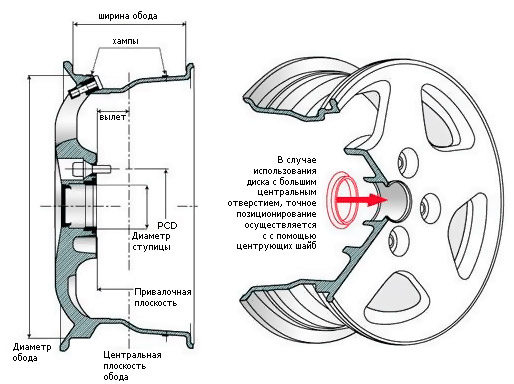 ширина обода
хампы
вылет
PCD
Диаметр
ступицы
Привалочная
плоскость
Диаметр
обода
Центральная
плоскость
обода
В случае
использования
диска с большим
центральным
отверстием, точное
позиционирование
осуществляется
с с помощью
центрующих шайб